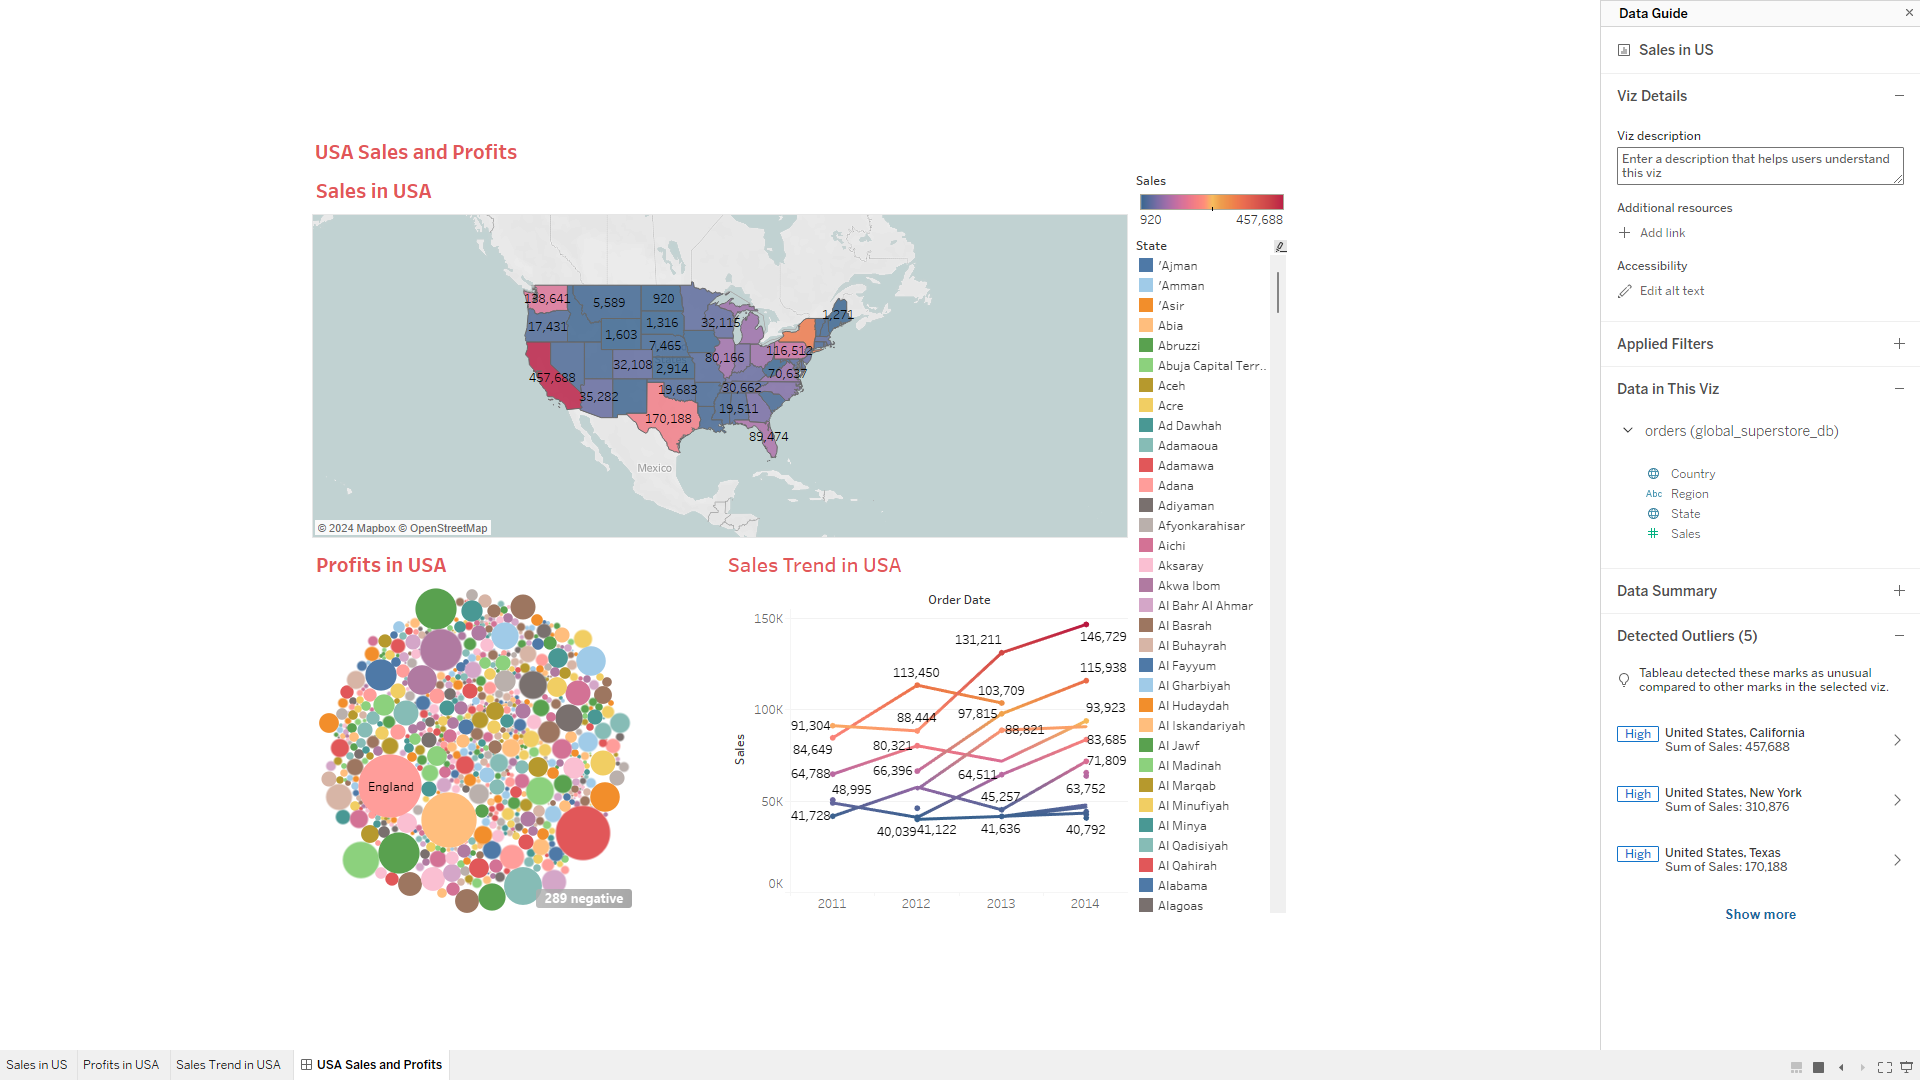 USA Sales and Profits
Sales in USA
138,641
5,589
920
1,271
17,431
1,316
32,115
1,603
7,465
116,512
80,166
32,108
2,914
70,637
457,688
35,282
19,683
30,662
170,188
19,511
89,474
Mexico
© 2024 Mapbox © OpenStreetMap
Sales
920
457,688
State
'Ajman
'Amman
'Asir
Abia
Abruzzi
Abuja Capital Terr..
Aceh
Acre
Ad Dawhah
Adamaoua
Adamawa
Adana
Adiyaman
Afyonkarahisar
Aichi
Aksaray
Akwa Ibom
Al Bahr Al Ahmar
Al Basrah
Al Buhayrah
Al Fayyum
Al Gharbiyah
Al Hudaydah
Al Iskandariyah
Al Jawf
Al Madinah
Al Marqab
Al Minufiyah
Al Minya
Al Qadisiyah
Al Qahirah
Alabama
Alagoas
Profits in USA
England
289 negative
Sales Trend in USA
Order Date
Sales
150K
100K
50K
0K
131,211
146,729
113,450
115,938
103,709
91,304
88,444
97,815
93,923
84,649
80,321
88,821
83,685
64,788
66,396
64,511
71,809
48,995
45,257
63,752
41,728
40,039
41,122
41,636
40,792
2011
2012
2013
2014
Data Guide
Sales in US
Viz Details
Viz description
Enter a description that helps users understand
this viz
Additional resources
Add link
Accessibility
Edit alt text
Applied Filters
Data in This Viz
orders (global_superstore_db)
Country
Abc Region
State
Sales
Data Summary
Detected Outliers (5)
Tableau detected these marks as unusual
compared to other marks in the selected viz.
High United States, California
Sum of Sales: 457,688
High United States, New York
Sum of Sales: 310,876
High United States, Texas
Sum of Sales: 170,188
Show more
Sales in US
Profits in USA
Sales Trend in USA
USA Sales and Profits